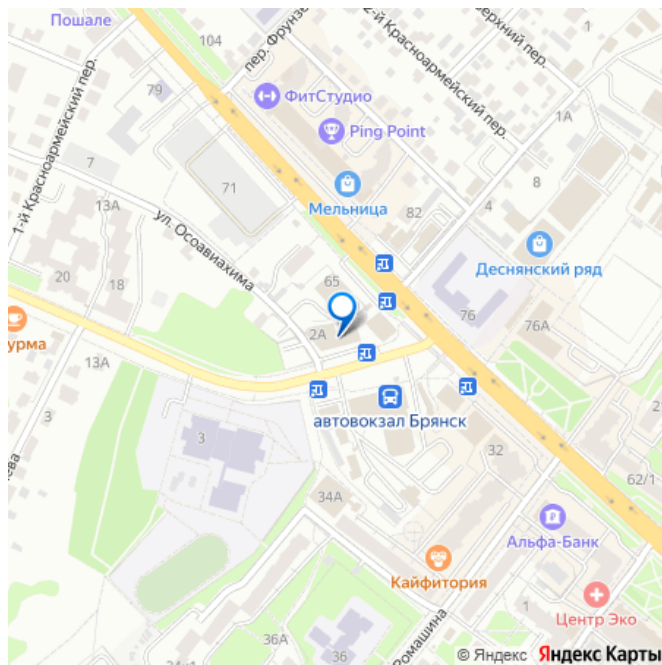 Пошале
104
пер. Фрунзе
2-й Красноармейский пер.
ерхний пер.
79
ФитСтудио
1А
Ping Point
1-й Красноармейский пер.
7
71
8
13А
Мельница
82
4
ул. Осоавиахима
Деснянский ряд
20
18
65
76
76А
2А
урма
13А
автовокзал Брянск
3
3
32
62/1
34А
Альфа-Банк
Кайфитория
1
Центр Эко
36А
36
Ромашина
© Яндекс Яндекс Карты